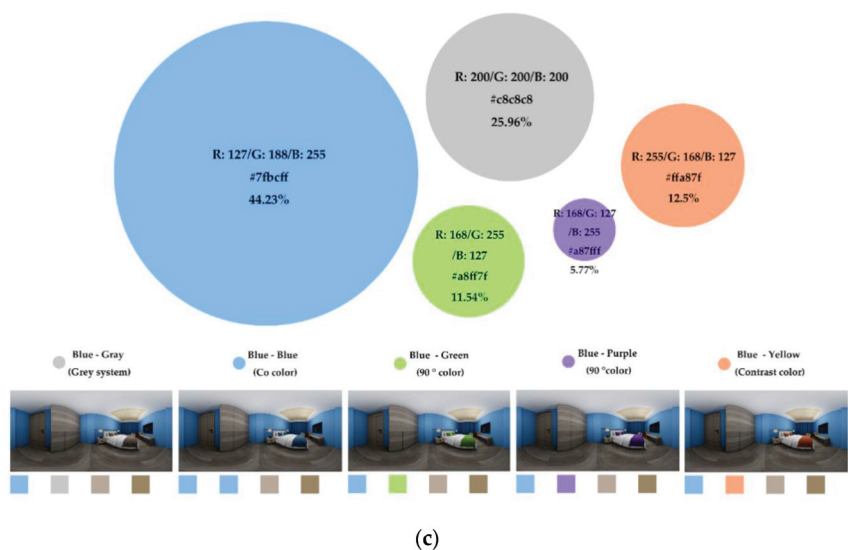 R: 127/G: 188/B: 255
#7fbcff
44.23%
R: 200/G: 200/B: 200
#c8c8c8
25.96%
R: 255/G: 168/B: 127
#ffa87f
12.5%
R: 168/G: 255
/B: 127
#a8ff7f
11.54%
R: 168/G: 127
/B: 255
#a87fff
5.77%
Blue - Gray
(Grey system)
Blue - Blue
(Co color)
Blue - Green
(90 ° color)
Blue - Purple
(90 °color)
Blue - Yellow
(Contrast color)
(c)